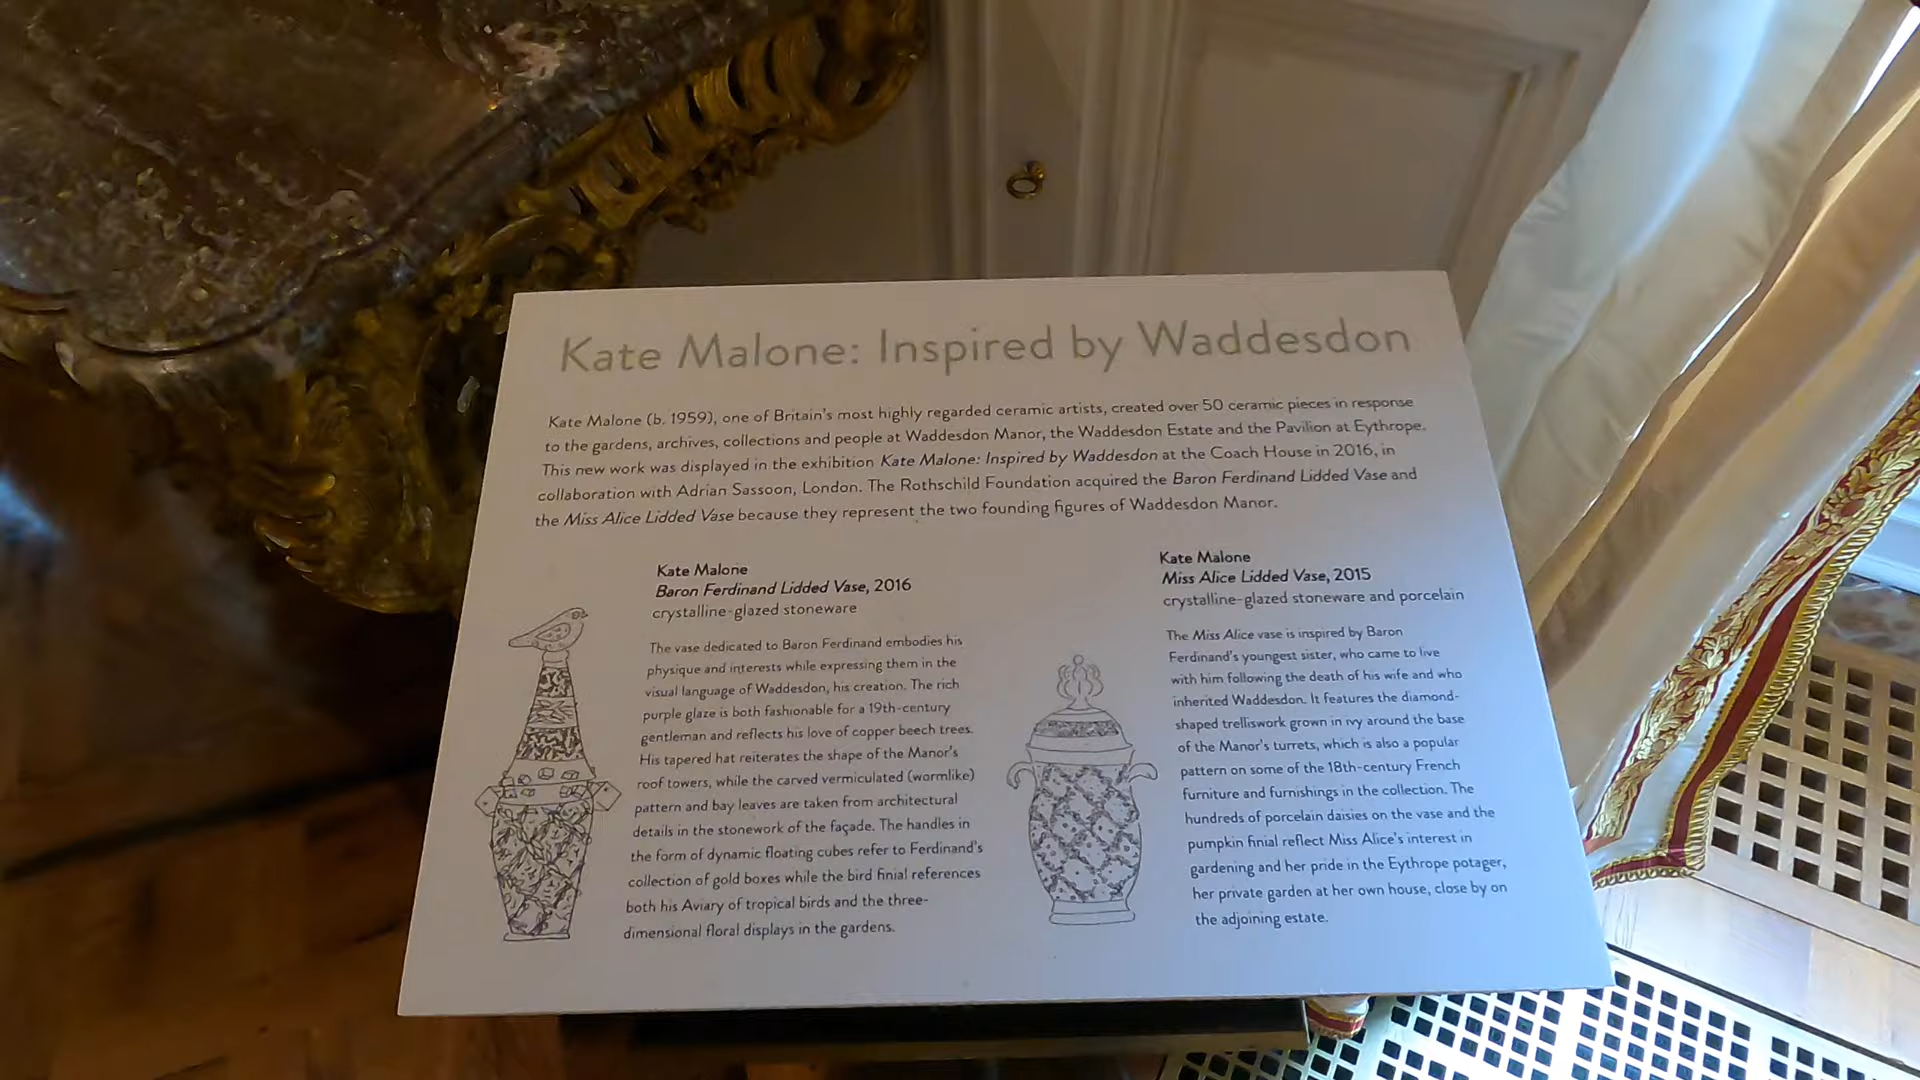 Kate Malone: Inspired by Waddesdon
Kate Malone (b. 1959), one of Britain's most highly regarded ceramic artists, created over 50 ceramic pieces in response
to the gardens, archives, collections and people at Waddesdon Manor, the Waddesdon Estate and the Pavilion at Eythrope.
This new work was displayed in the exhibition Kate Malone: Inspired by Waddesdon at the Coach House in 2016, in
collaboration with Adrian Sassoon, London. The Rothschild Foundation acquired the Baron Ferdinand Lidded Vase and
the Miss Alice Lidded Vase because they represent the two founding figures of Waddesdon Manor.
Kate Malone
Baron Ferdinand Lidded Vase, 2016
crystalline-glazed stoneware
The vase dedicated to Baron Ferdinand embodies his
physique and interests while expressing them in the
visual language of Waddesdon, his creation. The rich
purple glaze is both fashionable for a 19th-century
gentleman and reflects his love of copper beech trees.
His tapered hat reiterates the shape of the Manor's
roof towers, while the carved vermiculated (wormlike)
pattern and bay leaves are taken from architectural
details in the stonework of the façade. The handles in
the form of dynamic floating cubes refer to Ferdinand's
collection of gold boxes while the bird finial references
both his Aviary of tropical birds and the three-
dimensional floral displays in the gardens.
Kate Malone
Miss Alice Lidded Vase, 2015
crystalline-glazed stoneware and porcelain
The Miss Alice vase is inspired by Baron
Ferdinand's youngest sister, who came to live
with him following the death of his wife and who
inherited Waddesdon. It features the diamond-
shaped trelliswork grown in ivy around the base
of the Manor's turrets, which is also a popular
pattern on some of the 18th-century French
furniture and furnishings in the collection. The
hundreds of porcelain daisies on the vase and the
pumpkin finial reflect Miss Alice's interest in
gardening and her pride in the Eythrope potager,
her private garden at her own house, close by on
the adjoining estate.